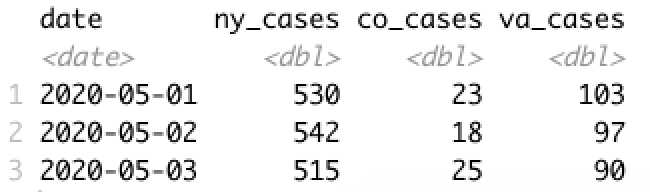 date ny_cases co_cases va_cases
<date> <dbl> <dbl> <dbl>
1 2020-05-01 530 23 103
2 2020-05-02 542 18 97
3 2020-05-03 515 25 90